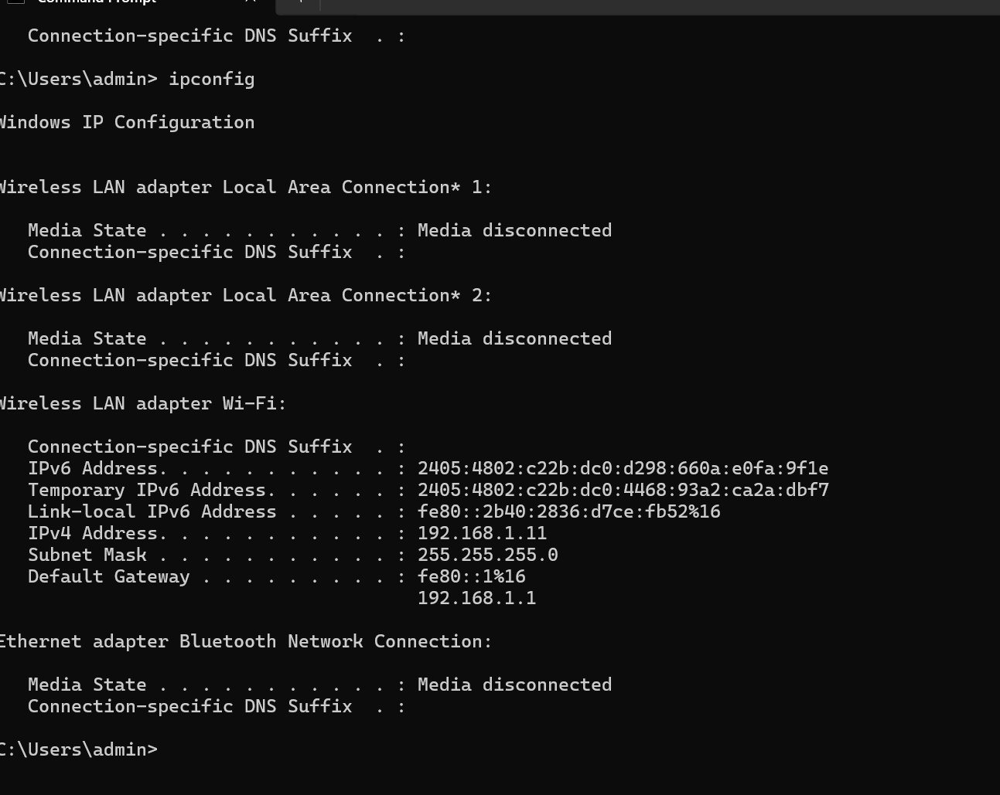 Command Prompt
Connection-specific DNS Suffix  . :
C:\Users\admin> ipconfig
Windows IP Configuration
Wireless LAN adapter Local Area Connection* 1:
Media State . . . . . . . . . . . : Media disconnected
Connection-specific DNS Suffix  . :
Wireless LAN adapter Local Area Connection* 2:
Media State . . . . . . . . . . . : Media disconnected
Connection-specific DNS Suffix  . :
Wireless LAN adapter Wi-Fi:
Connection-specific DNS Suffix  . :
IPv6 Address. . . . . . . . . . . : 2405:4802:c22b:dc0:d298:660a:e0fa:9f1e
Temporary IPv6 Address. . . . . . : 2405:4802:c22b:dc0:4468:93a2:ca2a:dbf7
Link-local IPv6 Address . . . . . : fe80::2b40:2836:d7ce:fb52%16
IPv4 Address. . . . . . . . . . . : 192.168.1.11
Subnet Mask . . . . . . . . . . . : 255.255.255.0
Default Gateway . . . . . . . . . : fe80::1%16
192.168.1.1
Ethernet adapter Bluetooth Network Connection:
Media State . . . . . . . . . . . : Media disconnected
Connection-specific DNS Suffix  . :
C:\Users\admin>